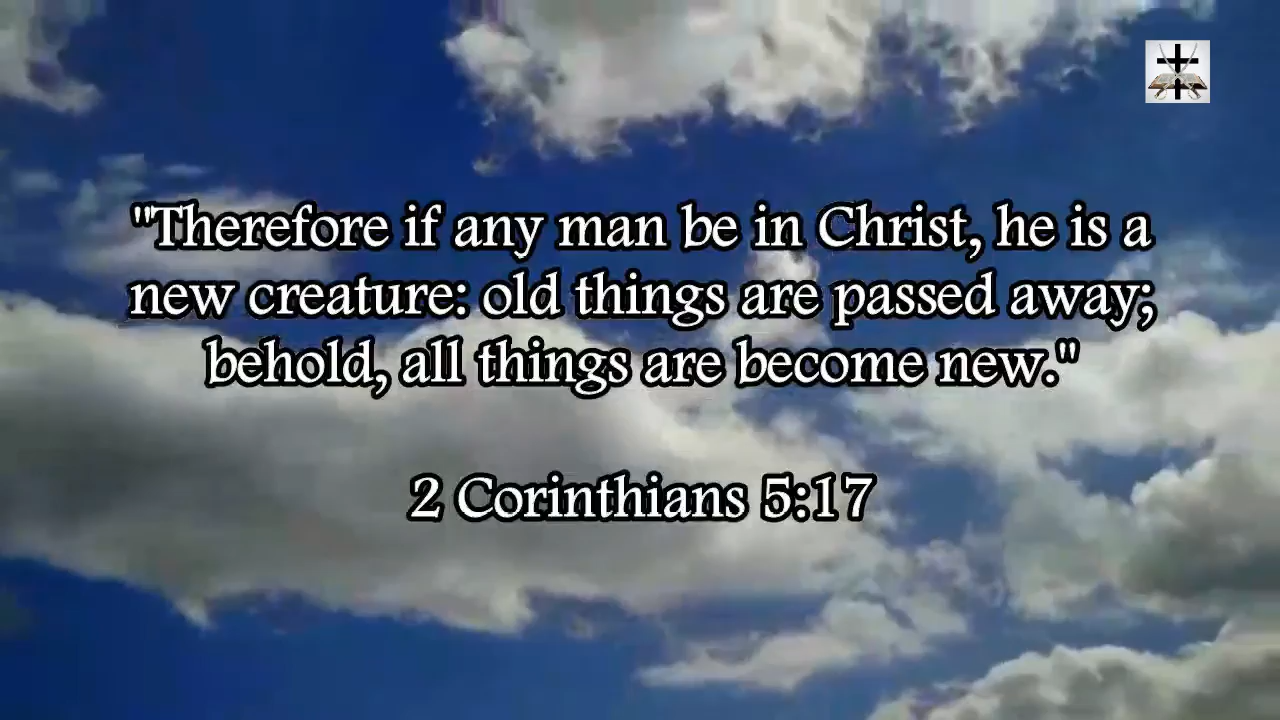 "Therefore if any man be in Christ, he is a
new creature: old things are passed away;
behold, all things are become new."
2 Corinthians 5:17